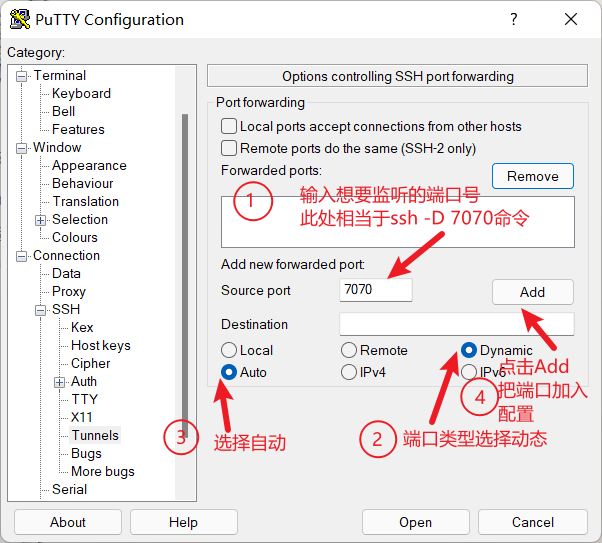 PuTTY Configuration
Category:
Terminal
Keyboard
Bell
Features
Window
Appearance
Behaviour
Translation
Selection
Colours
Connection
Data
Proxy
SSH
Kex
Host keys
Cipher
Auth
TTY
X11
Tunnels
Bugs
More bugs
Serial
Options controlling SSH port forwarding
Port forwarding
Local ports accept connections from other hosts
Remote ports do the same (SSH-2 only)
Forwarded ports:
Remove
1 输入想要监听的端口号
此处相当于ssh -D 7070命令
Add new forwarded port:
Source port 7070 Add
Destination
Local Remote Dynamic
Auto IPv4 IPv6
4 点击Add
把端口加入
配置
3 选择自动
2 端口类型选择动态
About Help Open Cancel